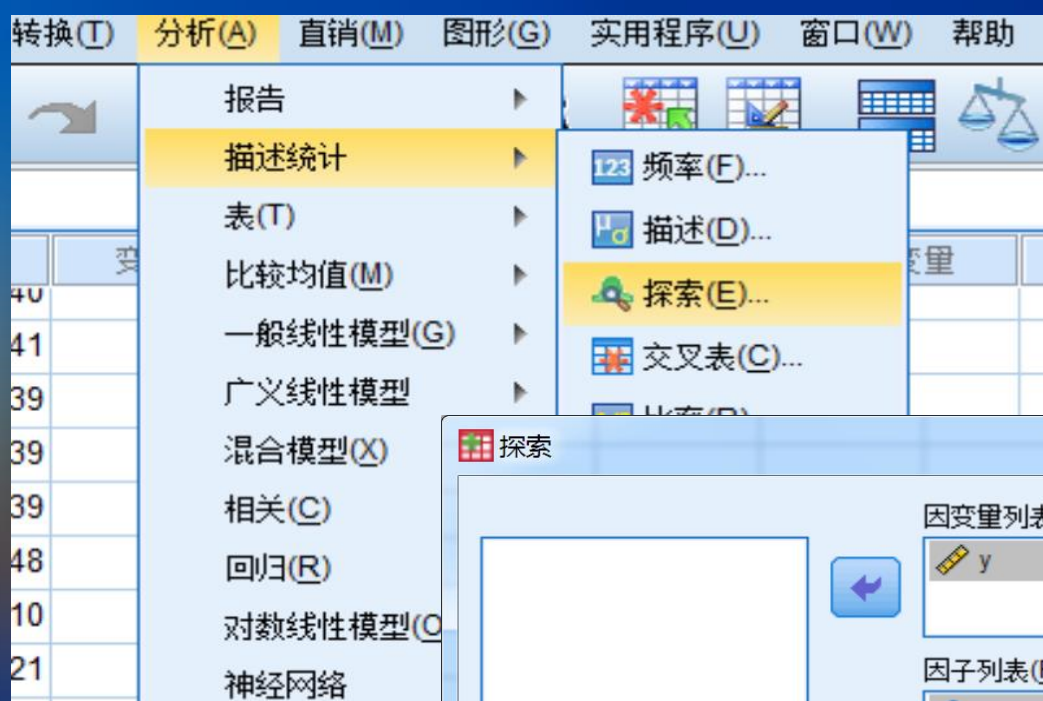 转换(T) 分析(A) 直销(M) 图形(G) 实用程序(U) 窗口(W) 帮助
报告
描述统计
表(T)
比较均值(M)
一般线性模型(G)
广义线性模型
混合模型(X)
相关(C)
回归(R)
对数线性模型(O
神经网络
123 频率(F)...
μσ 描述(D)...
探索(E)...
交叉表(C)...
量
40
41
39
39
39
48
10
21
探索
因变量列表
y
因子列表(